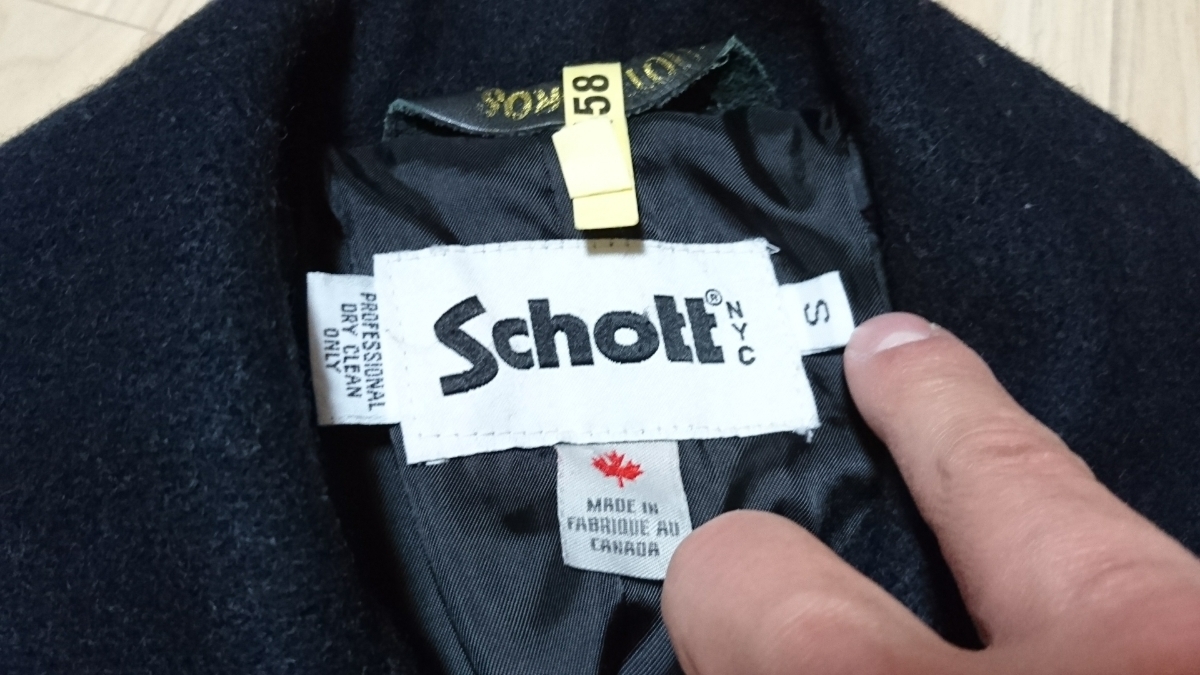 58
Schott®
NYC
S
PROFESSIONAL
DRY CLEAN
ONLY
MADE IN
FABRIQUE AU
CANADA